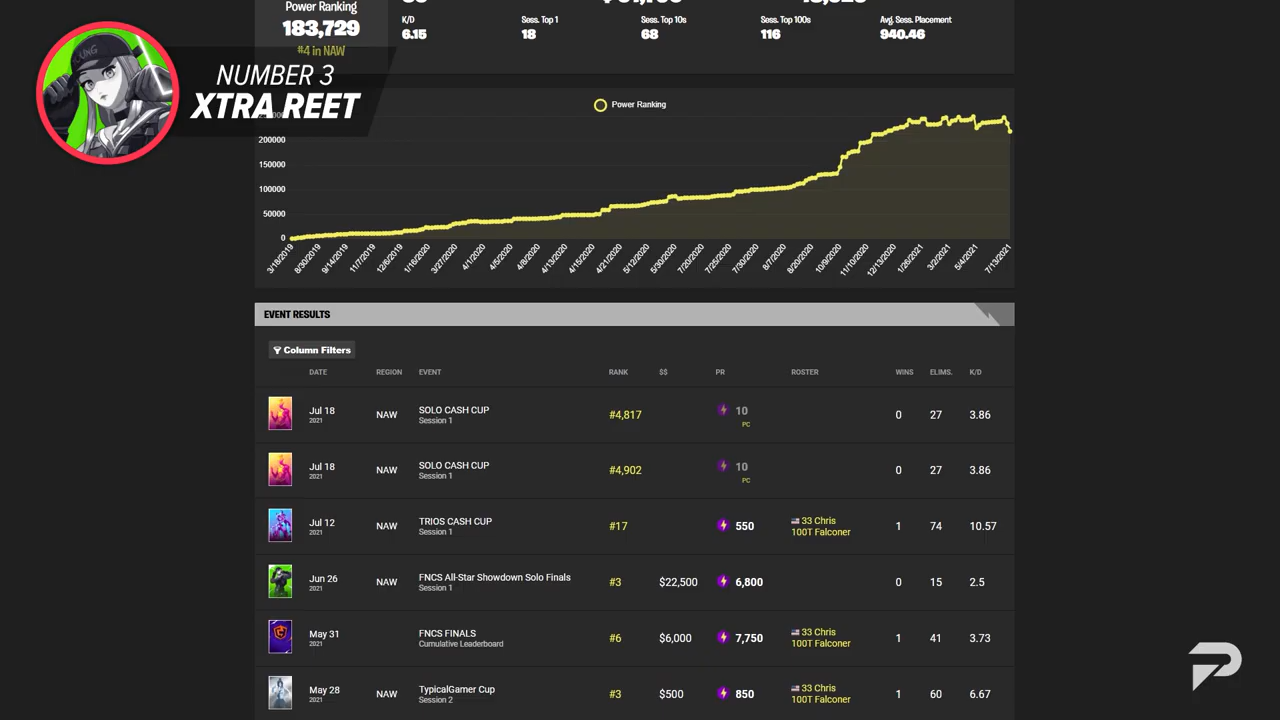 Power Ranking
183,729
#4 in NAW
K/D
6.15
Sess. Top 1
18
Sess. Top 10s
68
Sess. Top 100s
116
Avg. Sess. Placement
940.46
NUMBER 3
XTRA REET
Power Ranking
200000
150000
100000
50000
0
3/18/2019
8/30/2019
9/14/2019
11/7/2019
12/6/2019
1/16/2020
3/27/2020
4/1/2020
4/5/2020
4/8/2020
4/13/2020
4/15/2020
4/21/2020
5/12/2020
5/30/2020
7/20/2020
7/25/2020
7/30/2020
8/7/2020
8/20/2020
10/9/2020
11/10/2020
12/13/2020
1/26/2021
3/2/2021
5/4/2021
7/13/2021
EVENT RESULTS
Column Filters
DATE REGION EVENT RANK $$ PR ROSTER WINS ELIMS. K/D
Jul 18 2021 NAW SOLO CASH CUP Session 1 #4,817 10 PC 0 27 3.86
Jul 18 2021 NAW SOLO CASH CUP Session 1 #4,902 10 PC 0 27 3.86
Jul 12 2021 NAW TRIOS CASH CUP Session 1 #17 550 33 Chris 100T Falconer 1 74 10.57
Jun 26 2021 NAW FNCS All-Star Showdown Solo Finals Session 1 #3 $22,500 6,800 0 15 2.5
May 31 2021 FNCS FINALS Cumulative Leaderboard #6 $6,000 7,750 33 Chris 100T Falconer 1 41 3.73
May 28 2021 NAW TypicalGamer Cup Session 2 #3 $500 850 33 Chris 100T Falconer 1 60 6.67